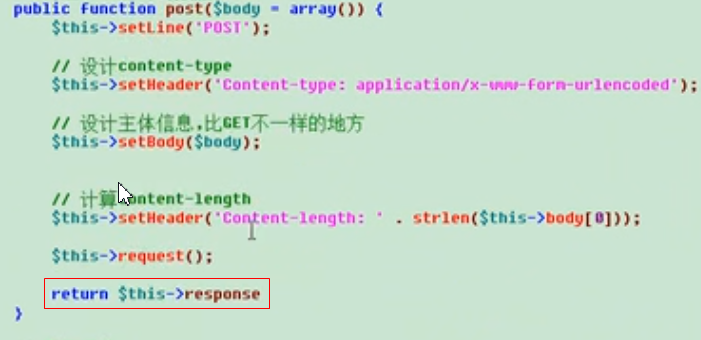 public function post($body = array()) {
$this->setLine('POST');
// 设计content-type
$this->setHeader('Content-type: application/x-www-form-urlencoded');
// 设计主体信息,比GET不一样的地方
$this->setBody($body);
// 计算content-length
$this->setHeader('Content-length: ' . strlen($this->body[0]));
$this->request();
return $this->response
}